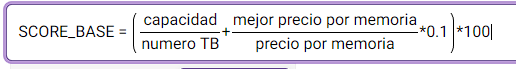 SCORE_BASE = (capacidad/numero TB + mejor precio por memoria/precio por memoria *0.1)*100